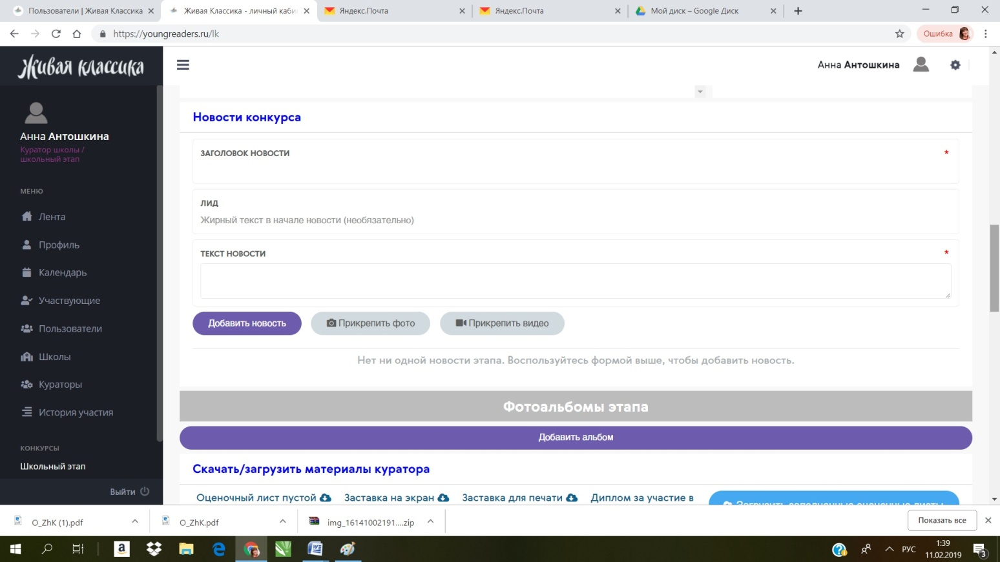 Пользователи | Живая Классика
Живая Классика - личный каби
Яндекс.Почта
Яндекс.Почта
Мой диск – Google Диск
https://youngreaders.ru/lk
Ошибка
Живая классика
Анна Антошкина
Анна Антошкина
Куратор школы /
школьный этап
МЕНЮ
Лента
Профиль
Календарь
Участвующие
Пользователи
Школы
Кураторы
История участия
КОНКУРСЫ
Школьный этап
Выйти
Новости конкурса
ЗАГОЛОВОК НОВОСТИ *
ЛИД
Жирный текст в начале новости (необязательно)
ТЕКСТ НОВОСТИ *
Добавить новость
Прикрепить фото
Прикрепить видео
Нет ни одной новости этапа. Воспользуйтесь формой выше, чтобы добавить новость.
Фотоальбомы этапа
Добавить альбом
Скачать/загрузить материалы куратора
Оценочный лист пустой
Заставка на экран
Заставка для печати
Диплом за участие в
Загрузить заполненные оценочные листы
O_ZhK (1).pdf
O_ZhK.pdf
img_16141002191....zip
Показать все
a
РУС
1:39
11.02.2019
3